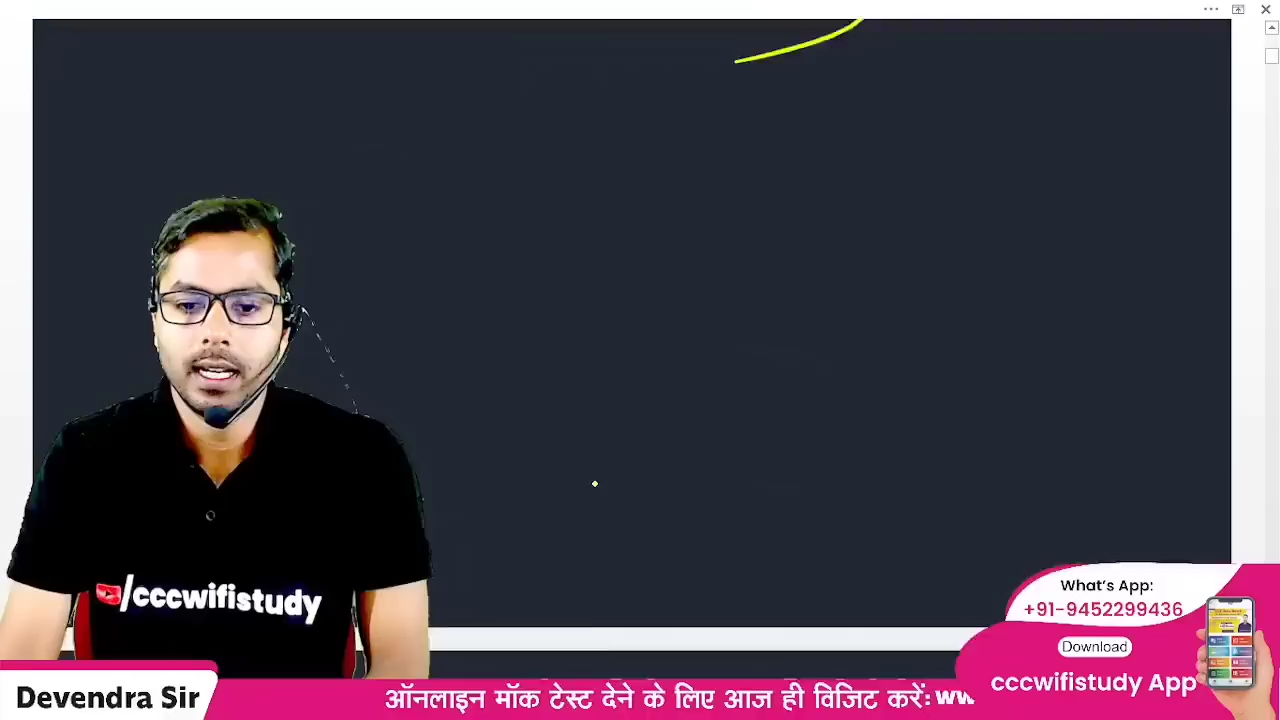 /cccwifistudy
What's App:
+91-9452299436
Download
cccwifistudy App
Devendra Sir
ऑनलाइन मॉक टेस्ट देने के लिए आज ही विजिट करें: